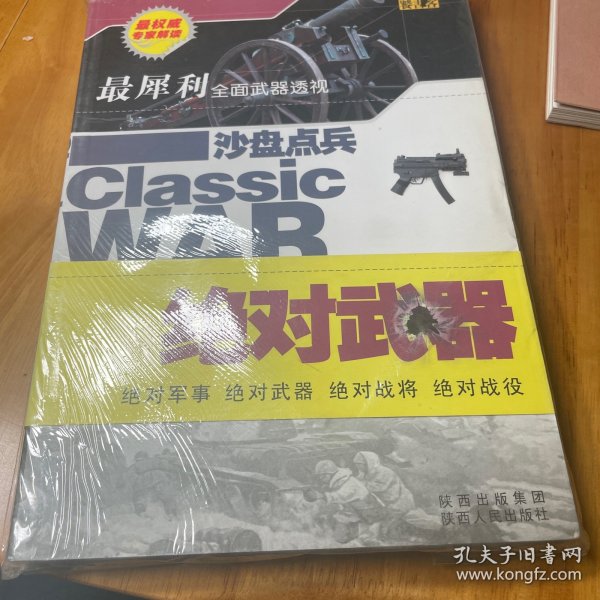 最权威
专家解读
最犀利全面武器透视
沙盘点兵
Classic
WAR
绝对武器
绝对军事 绝对武器 绝对战将 绝对战役
陕西出版集团
陕西人民出版社
孔夫子旧书网
www.kongfz.com